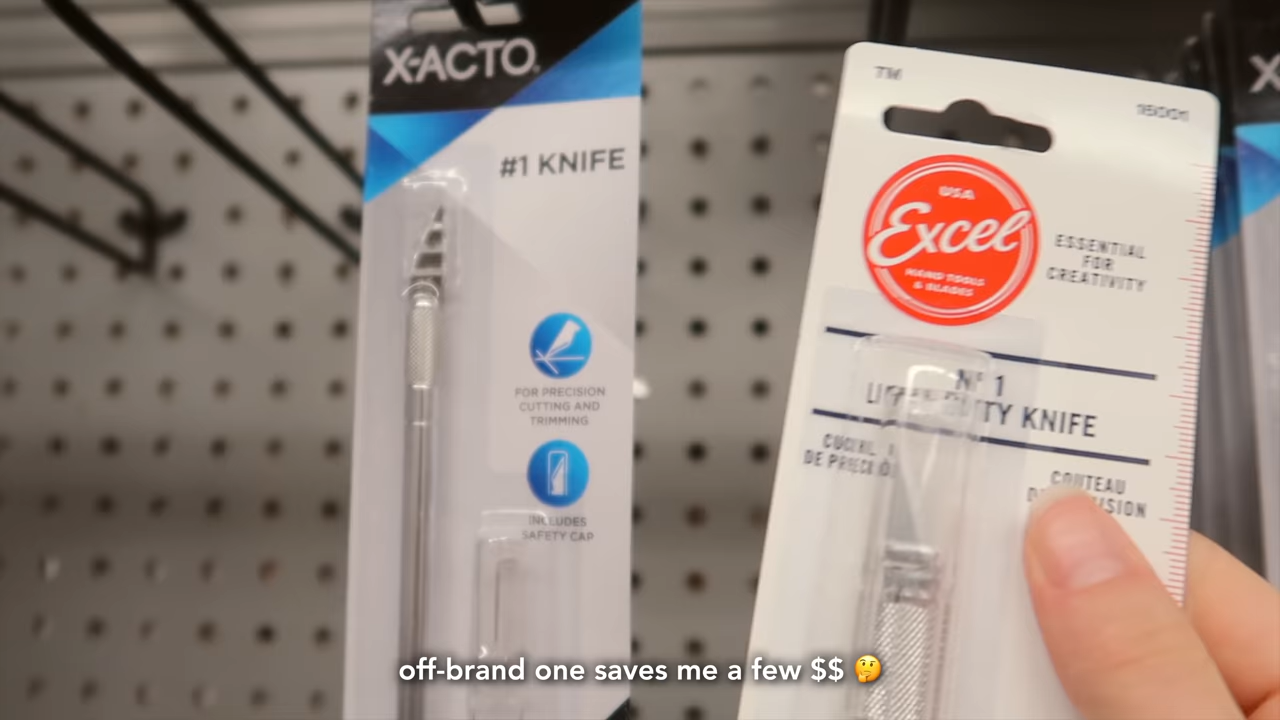 X-ACTO®
#1 KNIFE
FOR PRECISION
CUTTING AND
TRIMMING
INCLUDES
SAFETY CAP
TM
16001
USA
Excel
HAND TOOLS
& BLADES
ESSENTIAL
FOR
CREATIVITY
Nº 1
KNIFE
DE
COUTEAU
X
off-brand one saves me a few $$ 🤔